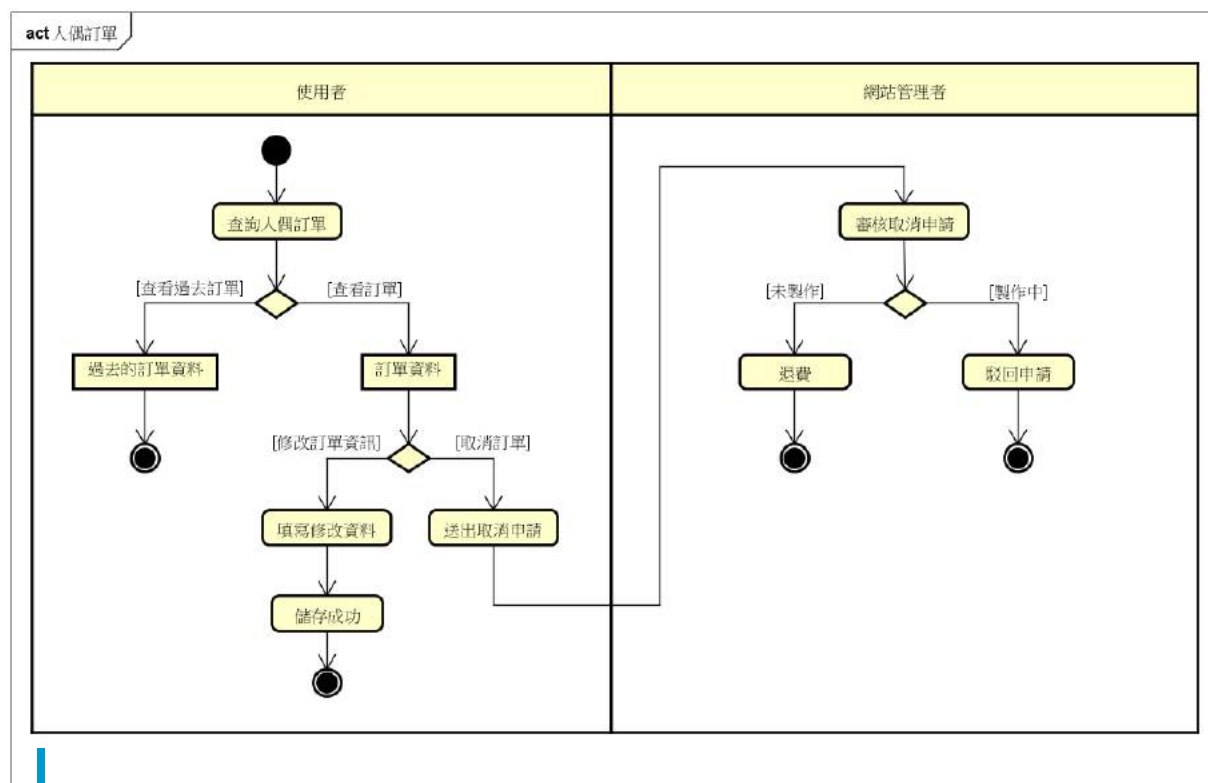 act 人偶訂單
使用者
網站管理者
查詢人偶訂單
審核取消申請
[查看過去訂單]
[查看訂單]
[未製作]
[製作中]
過去的訂單資料
訂單資料
退費
駁回申請
[修改訂單資訊]
[取消訂單]
填寫修改資料
送出取消申請
儲存成功